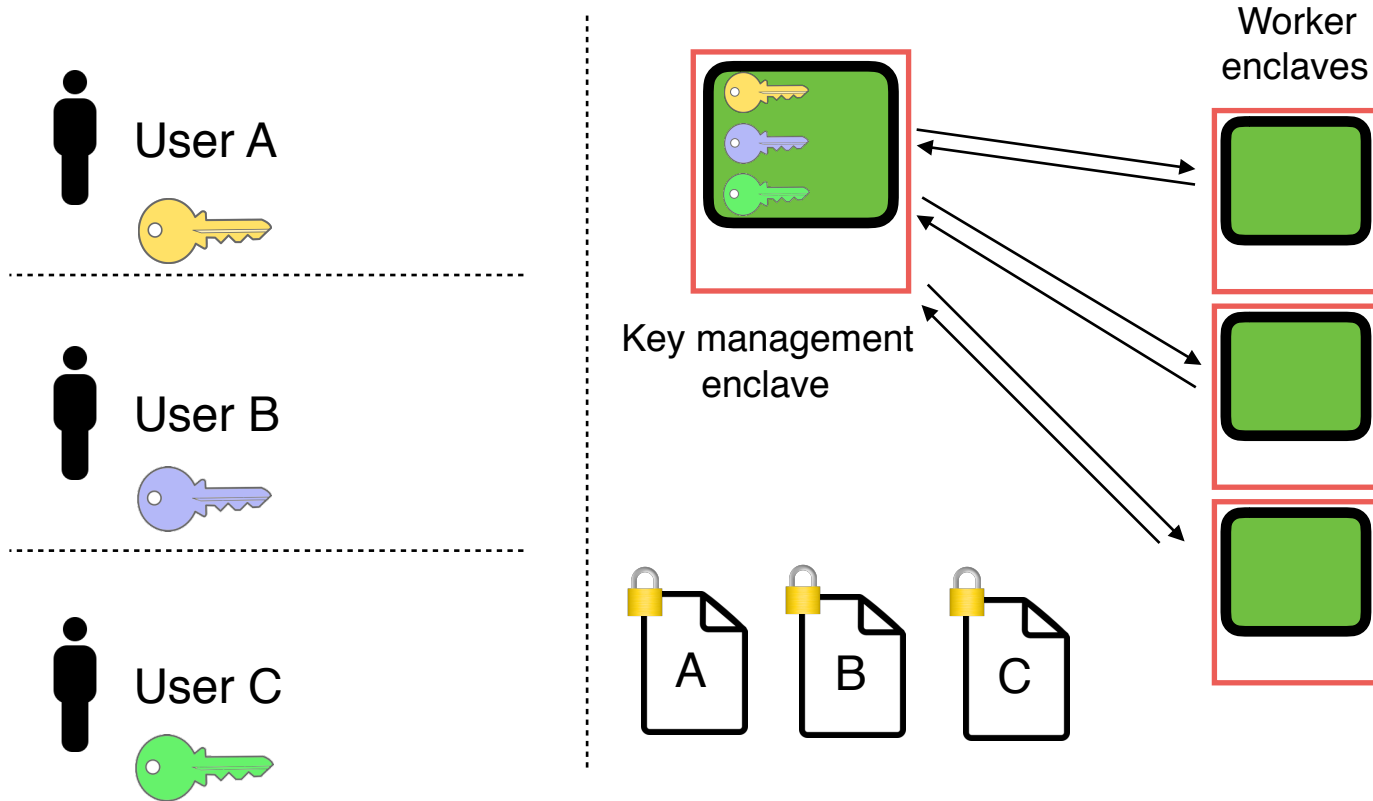 User A
User B
User C
Key management
enclave
Worker
enclaves
A
B
C